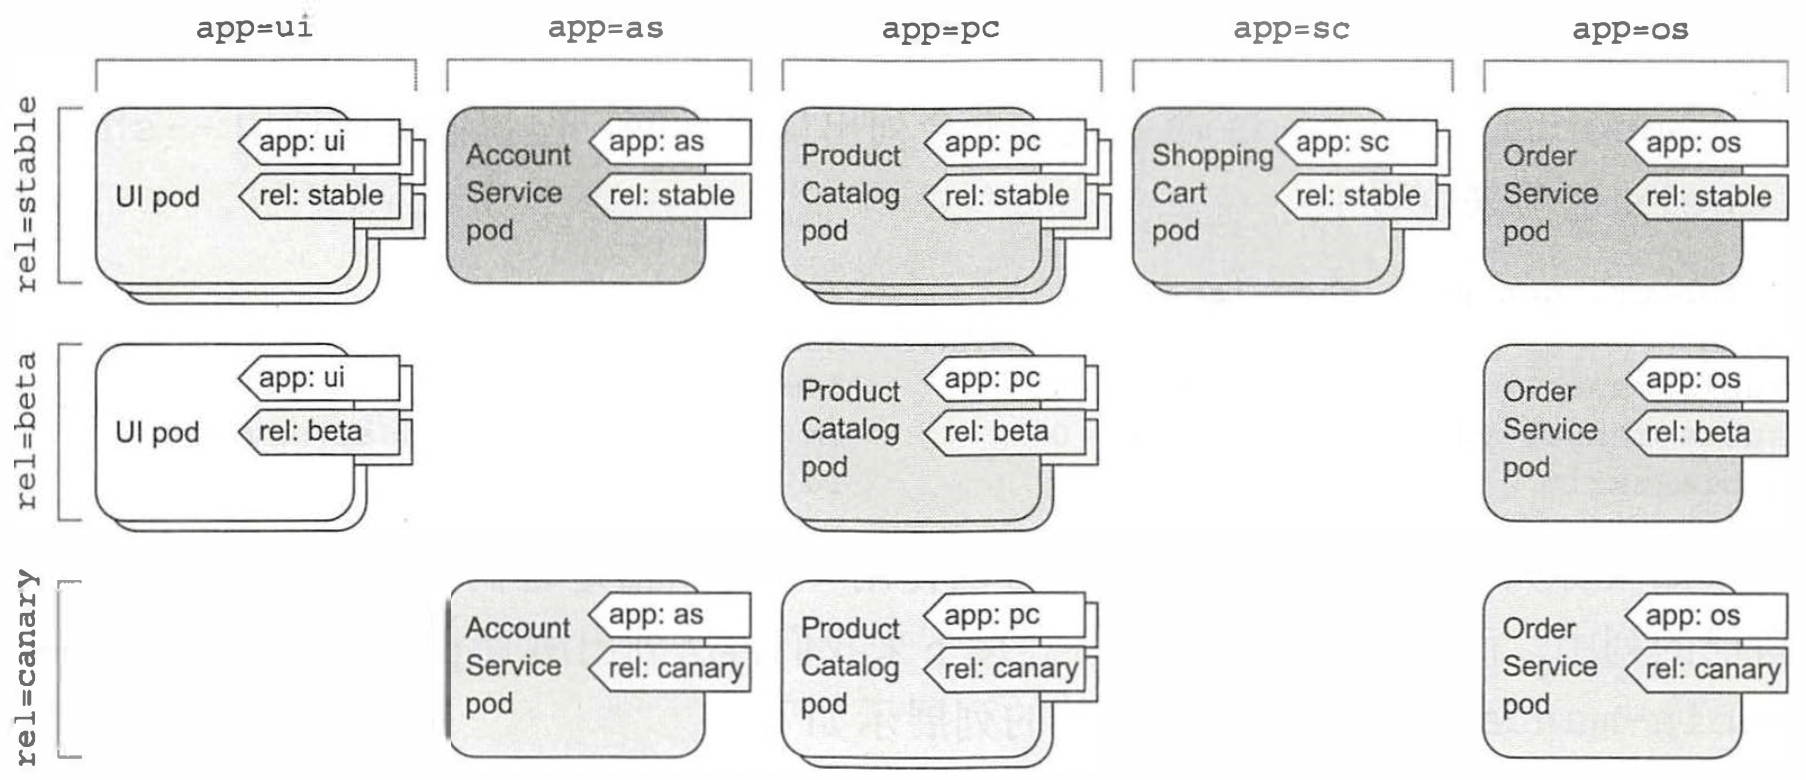 app=ui
app=as
app=pc
app=sc
app=os
rel=stable
UI pod
app: ui
rel: stable
Account
Service
pod
app: as
rel: stable
Product
Catalog
pod
app: pc
rel: stable
Shopping
Cart
pod
app: sc
rel: stable
Order
Service
pod
app: os
rel: stable
rel=beta
UI pod
app: ui
rel: beta
Product
Catalog
pod
app: pc
rel: beta
Order
Service
pod
app: os
rel: beta
rel=canary
Account
Service
pod
app: as
rel: canary
Product
Catalog
pod
app: pc
rel: canary
Order
Service
pod
app: os
rel: canary